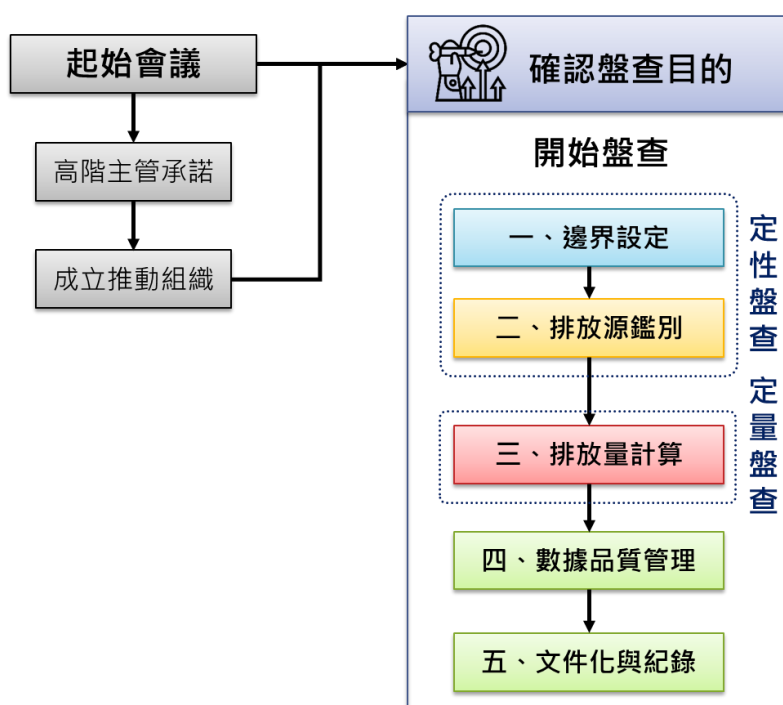 起始會議
高階主管承諾
成立推動組織
確認盤查目的
開始盤查
一、邊界設定
二、排放源鑑別
定性盤查
三、排放量計算
定量盤查
四、數據品質管理
五、文件化與紀錄